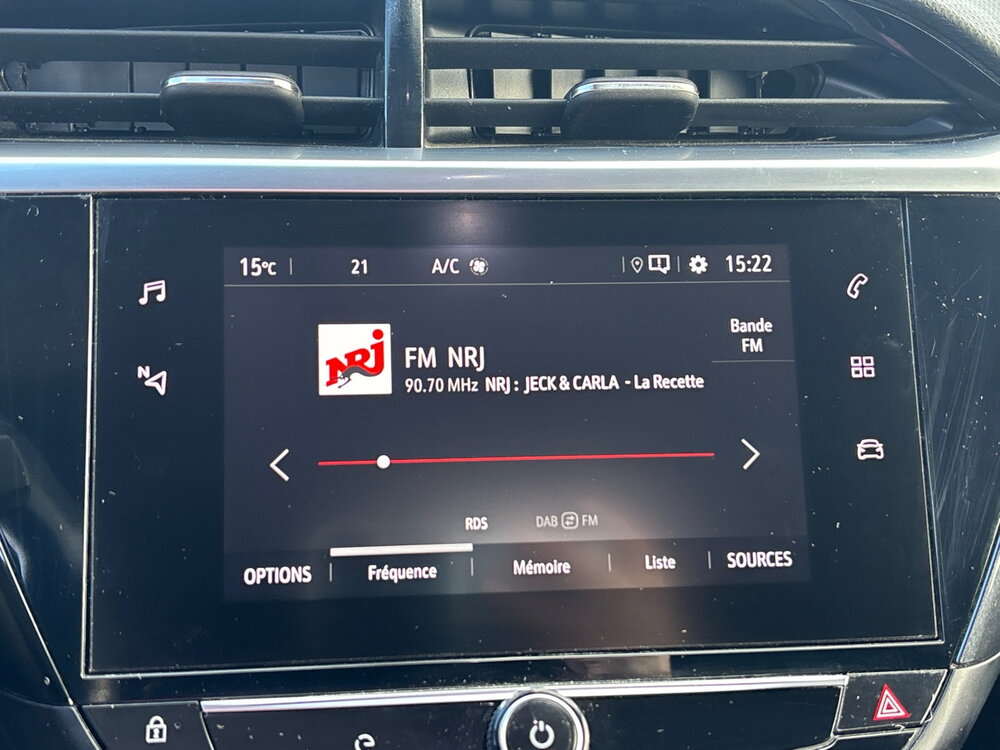 15°C 21 A/C 15:22
Bande
FM
NRJ
FM NRJ
90.70 MHz NRJ : JECK & CARLA - La Recette
N
RDS DAB FM
OPTIONS Fréquence Mémoire Liste SOURCES